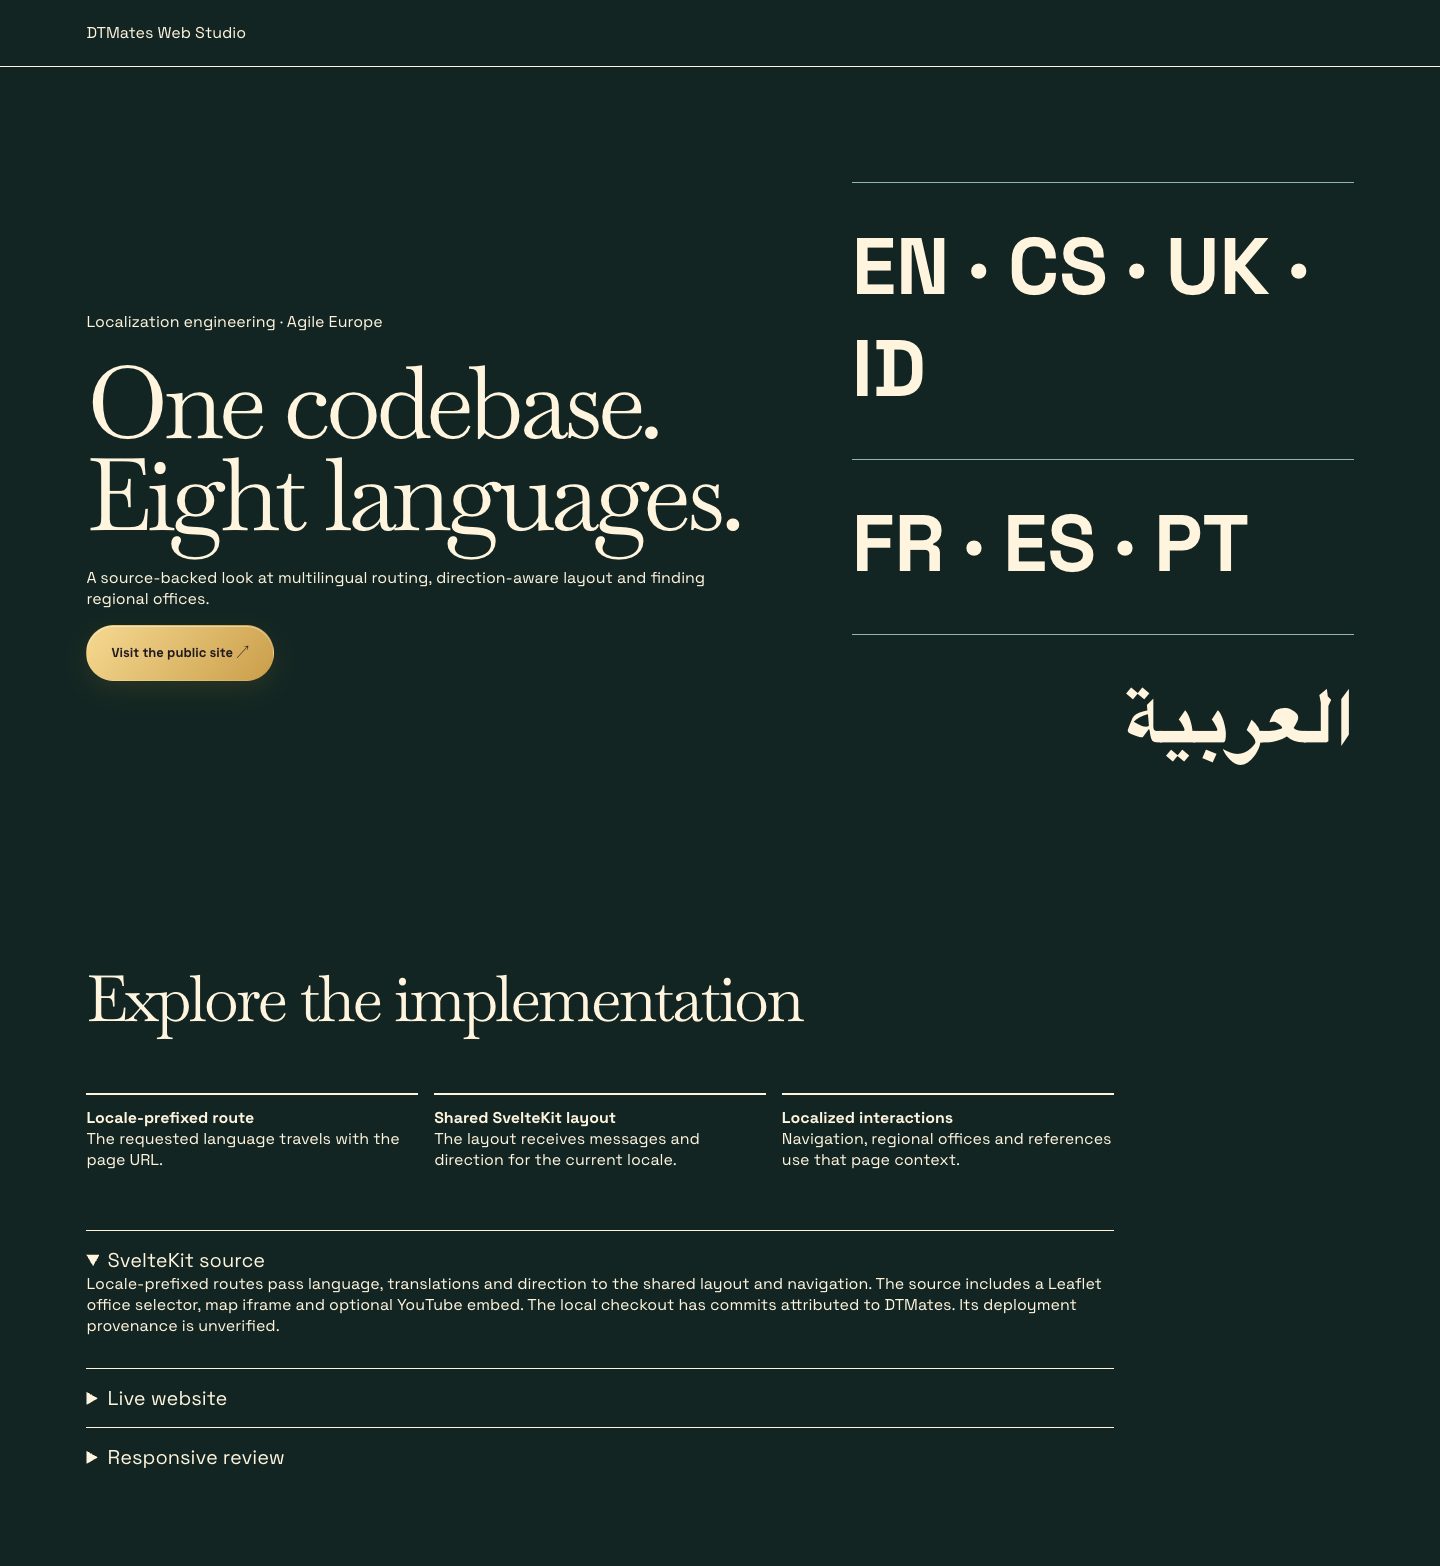 DTMates Web Studio
Localization engineering · Agile Europe
One codebase.
Eight languages.
A source-backed look at multilingual routing, direction-aware layout and finding
regional offices.
Visit the public site ↗
EN · CS · UK ·
ID
FR · ES · PT
العربية
Explore the implementation
Locale-prefixed route
The requested language travels with the
page URL.
Shared SvelteKit layout
The layout receives messages and
direction for the current locale.
Localized interactions
Navigation, regional offices and references
use that page context.
▼ SvelteKit source
Locale-prefixed routes pass language, translations and direction to the shared layout and navigation. The source includes a Leaflet
office selector, map iframe and optional YouTube embed. The local checkout has commits attributed to DTMates. Its deployment
provenance is unverified.
▶ Live website
▶ Responsive review